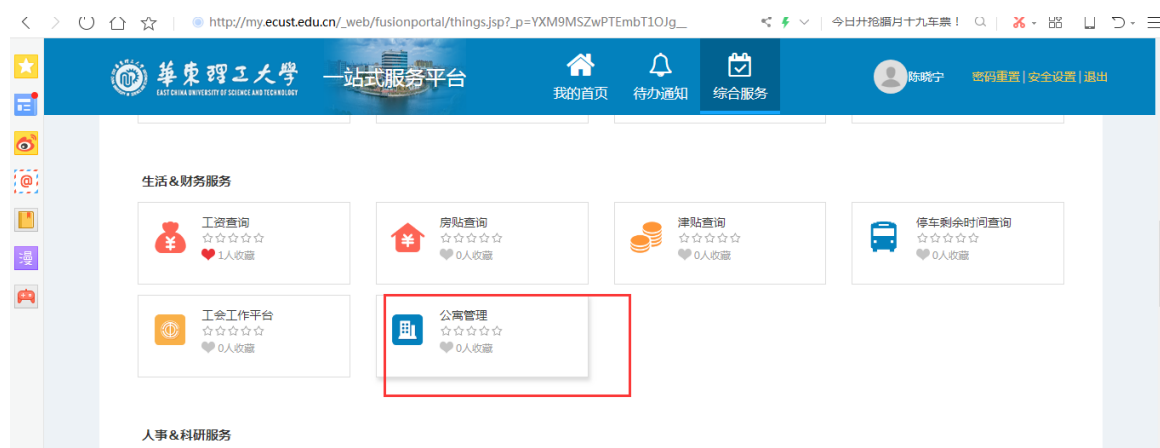 http://my.ecust.edu.cn/_web/fusionportal/things.jsp?_p=YXM9MSZwPTEmbT1OJg__
今日开抢腊月十九车票！
華東理工大學
EAST CHINA UNIVERSITY OF SCIENCE AND TECHNOLOGY
一站式服务平台
我的首页
待办通知
综合服务
陈晓宁
密码重置|安全设置|退出
@
漫
生活&财务服务
工资查询
1人收藏
房贴查询
0人收藏
津贴查询
0人收藏
停车剩余时间查询
0人收藏
工会工作平台
0人收藏
公寓管理
0人收藏
人事&科研服务